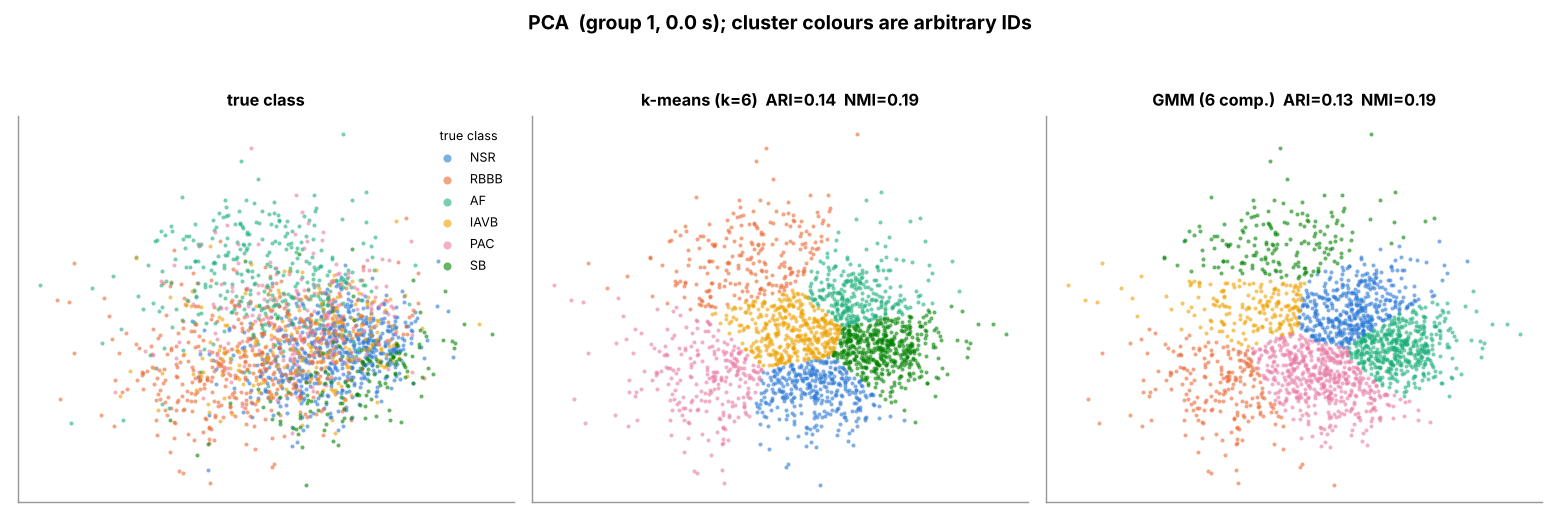 PCA (group 1, 0.0 s); cluster colours are arbitrary IDs
true class
k-means (k=6) ARI=0.14 NMI=0.19
GMM (6 comp.) ARI=0.13 NMI=0.19
true class
NSR
RBBB
AF
IAVB
PAC
SB